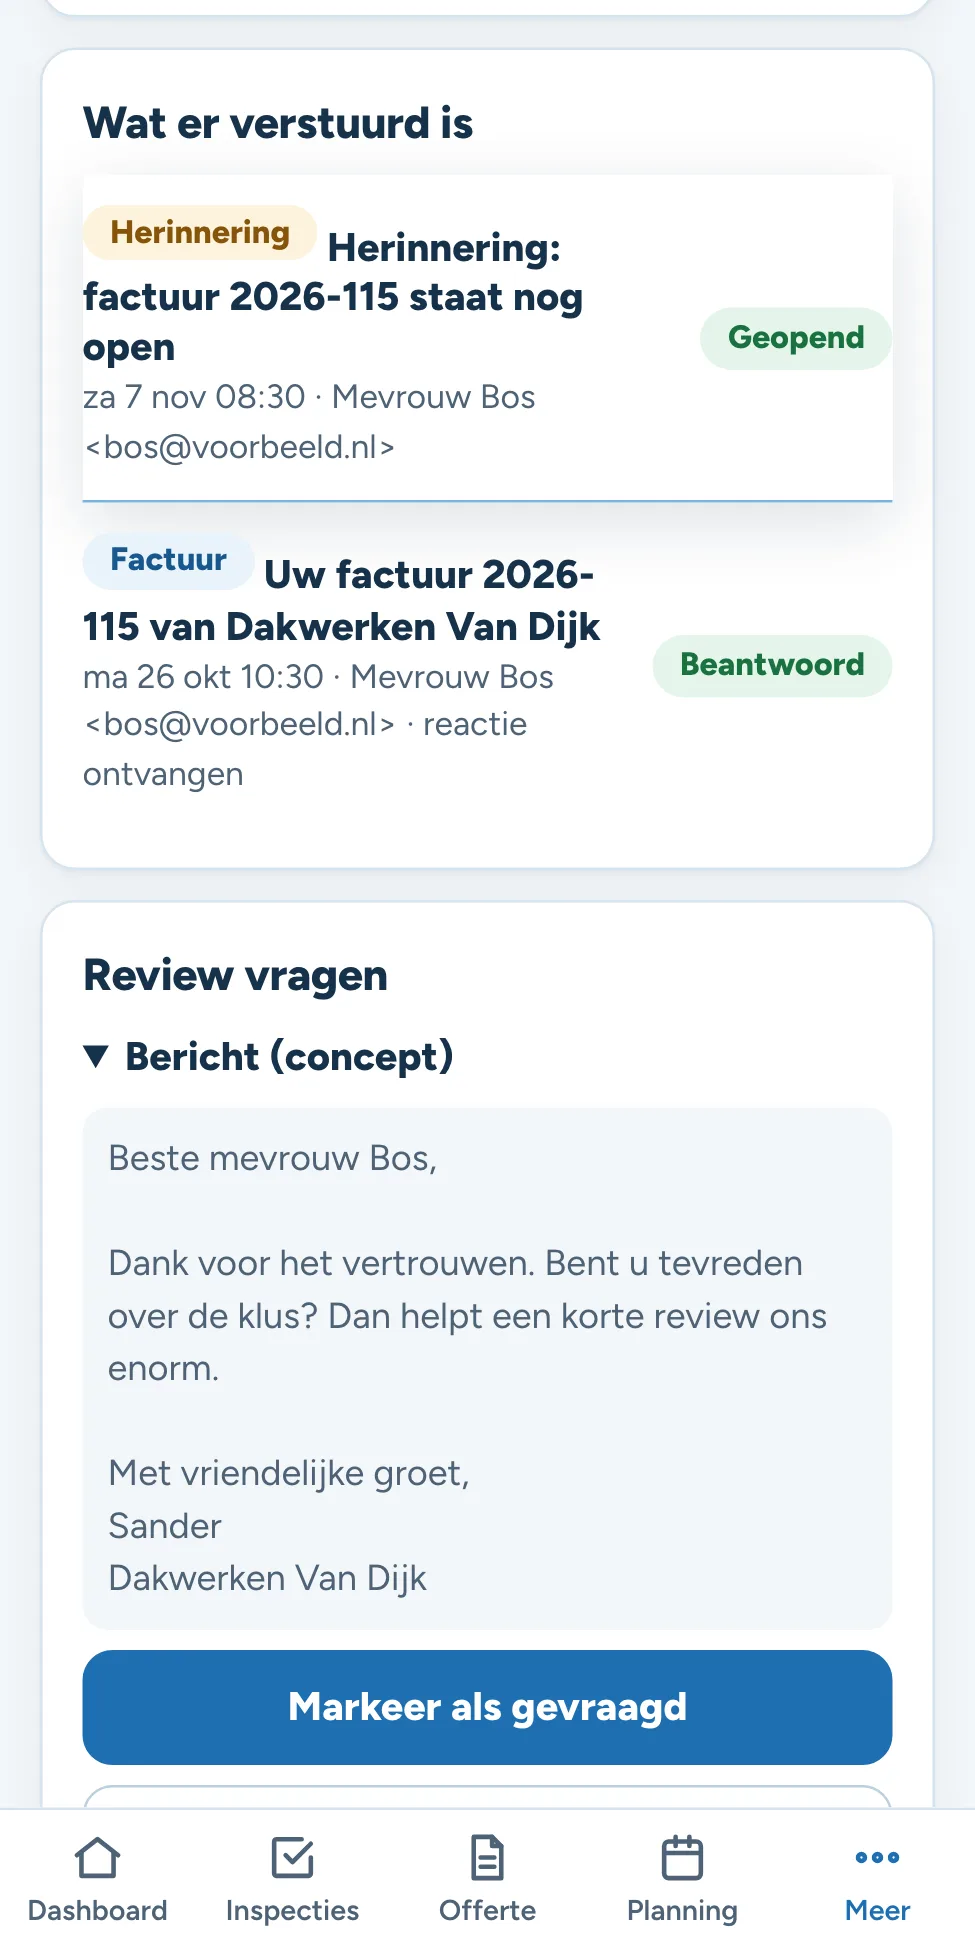 Wat er verstuurd is
Herinnering Herinnering:
factuur 2026-115 staat nog
open
Geopend
za 7 nov 08:30 · Mevrouw Bos
<bos@voorbeeld.nl>
Factuur Uw factuur 2026-
115 van Dakwerken Van Dijk
Beantwoord
ma 26 okt 10:30 · Mevrouw Bos
<bos@voorbeeld.nl> · reactie
ontvangen
Review vragen
▼ Bericht (concept)
Beste mevrouw Bos,
Dank voor het vertrouwen. Bent u tevreden
over de klus? Dan helpt een korte review ons
enorm.
Met vriendelijke groet,
Sander
Dakwerken Van Dijk
Markeer als gevraagd
Dashboard
Inspecties
Offerte
Planning
Meer